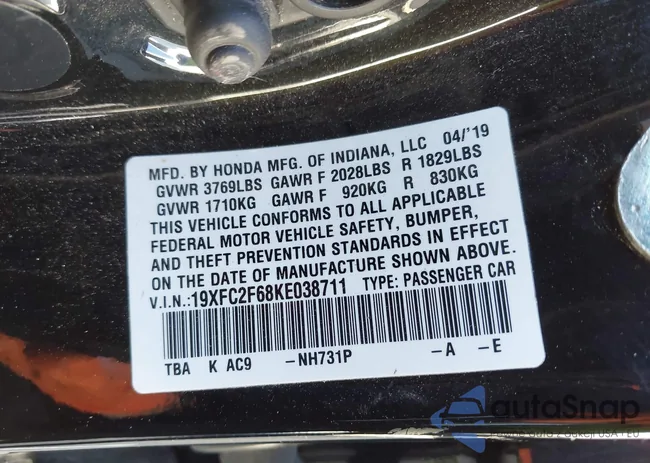 MFD. BY HONDA MFG. OF INDIANA, LLC 04/'19
GVWR 3769LBS GAWR F 2028LBS R 1829LBS
GVWR 1710KG GAWR F 920KG R 830KG
THIS VEHICLE CONFORMS TO ALL APPLICABLE
FEDERAL MOTOR VEHICLE SAFETY, BUMPER,
AND THEFT PREVENTION STANDARDS IN EFFECT
ON THE DATE OF MANUFACTURE SHOWN ABOVE.
V.I.N.:19XFC2F68KE038711 TYPE: PASSENGER CAR
TBA K AC9 -NH731P -A -E
autoSnap